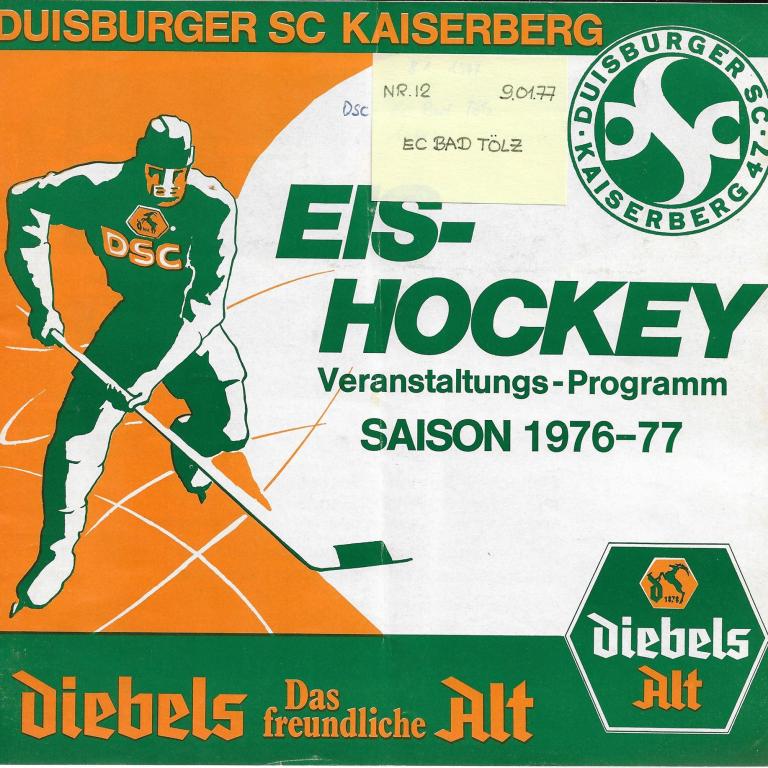 DUISBURGER SC KAISERBERG
DUISBURGER SC
KAISERBERG 47
NR.12 9.01.77
DSC
EC BAD TÖLZ
EIS-
HOCKEY
Veranstaltungs-Programm
SAISON 1976-77
DSC
1878
diebels
Alt
diebels Das freundliche Alt